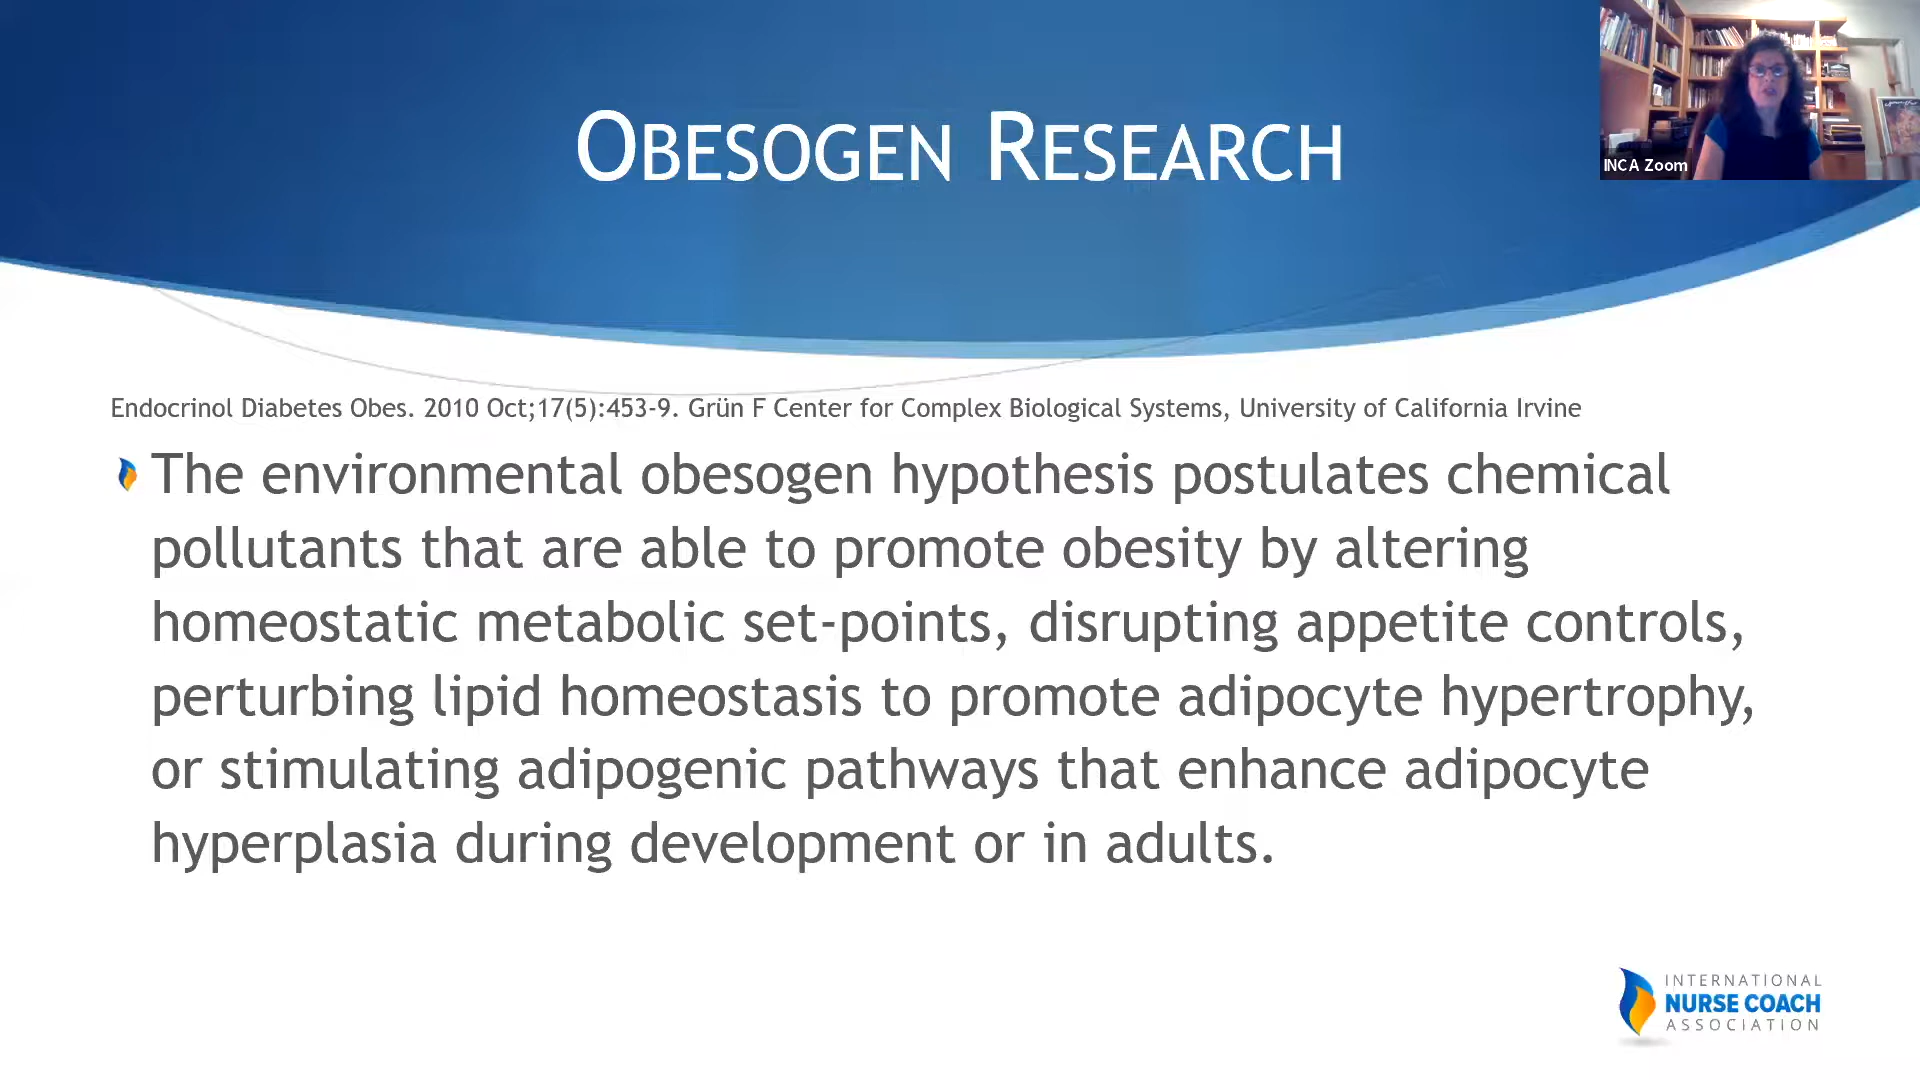 OBESOGEN RESEARCH
INCA Zoom
Endocrinol Diabetes Obes. 2010 Oct;17(5):453-9. Grün F Center for Complex Biological Systems, University of California Irvine
The environmental obesogen hypothesis postulates chemical
pollutants that are able to promote obesity by altering
homeostatic metabolic set-points, disrupting appetite controls,
perturbing lipid homeostasis to promote adipocyte hypertrophy,
or stimulating adipogenic pathways that enhance adipocyte
hyperplasia during development or in adults.
INTERNATIONAL
NURSE COACH
ASSOCIATION